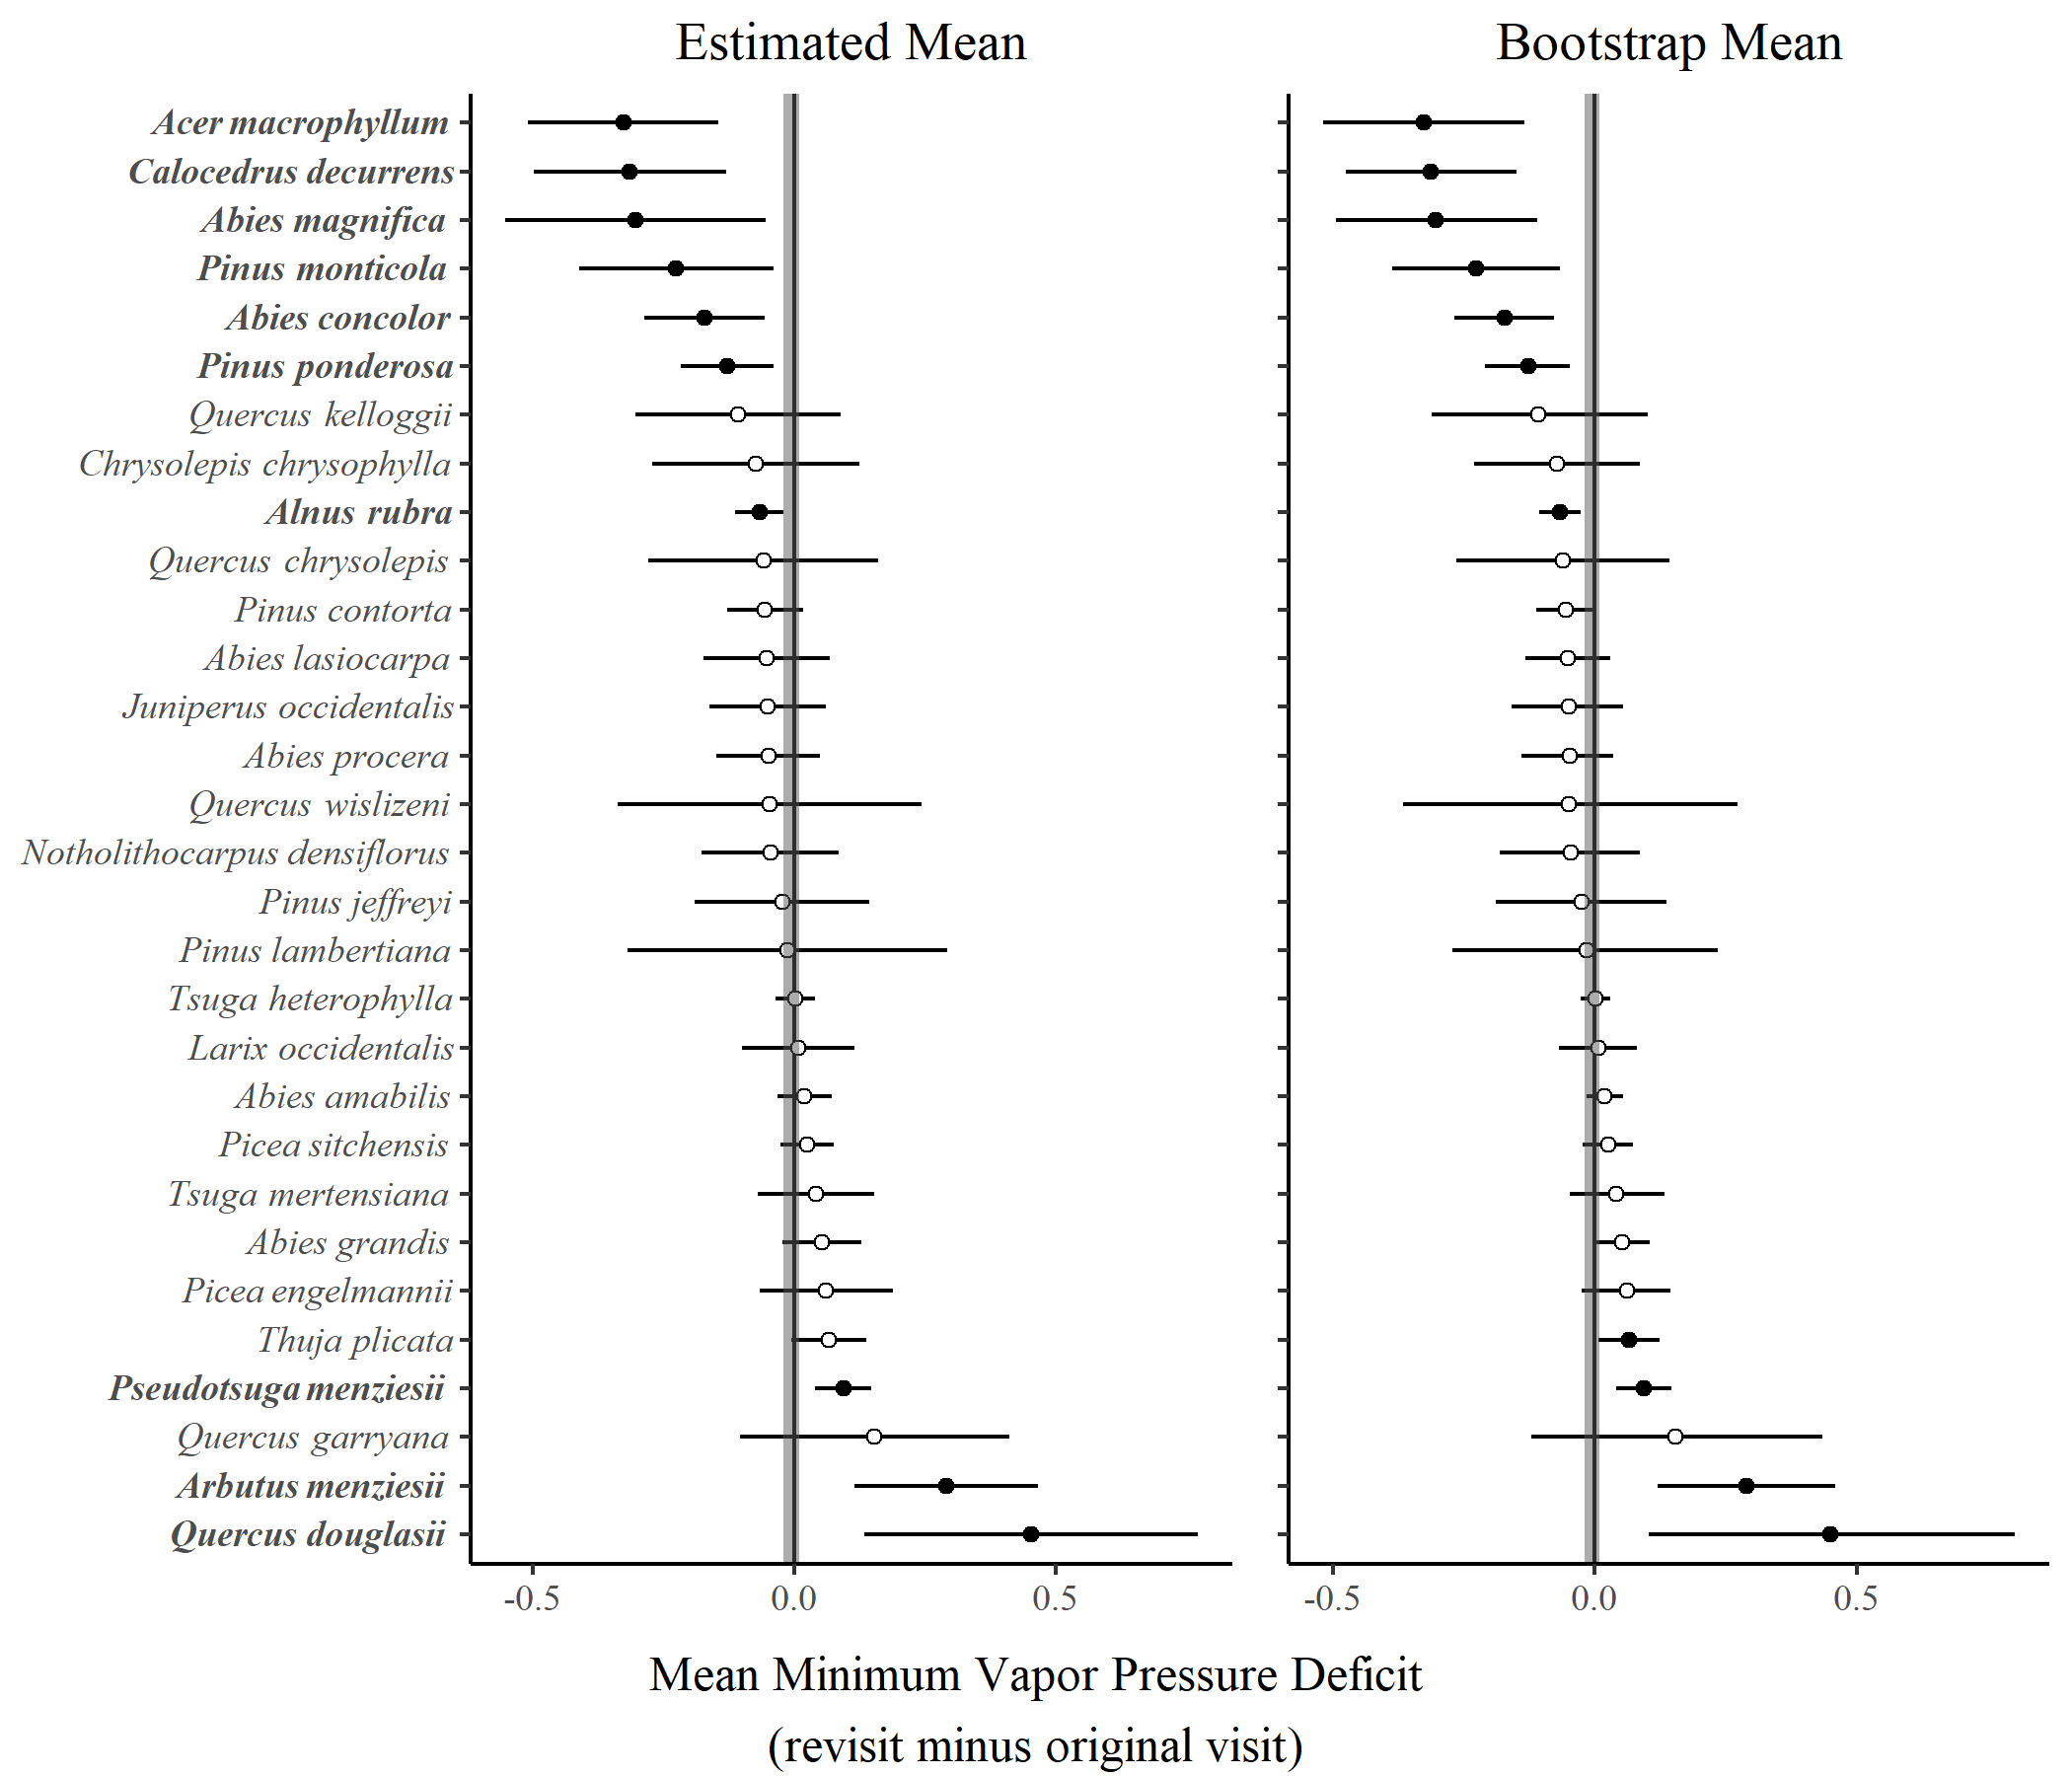 Estimated Mean
Bootstrap Mean
Acer macrophyllum
Calocedrus decurrens
Abies magnifica
Pinus monticola
Abies concolor
Pinus ponderosa
Quercus kelloggii
Chrysolepis chrysophylla
Alnus rubra
Quercus chrysolepis
Pinus contorta
Abies lasiocarpa
Juniperus occidentalis
Abies procera
Quercus wislizeni
Notholithocarpus densiflorus
Pinus jeffreyi
Pinus lambertiana
Tsuga heterophylla
Larix occidentalis
Abies amabilis
Picea sitchensis
Tsuga mertensiana
Abies grandis
Picea engelmannii
Thuja plicata
Pseudotsuga menziesii
Quercus garryana
Arbutus menziesii
Quercus douglasii
-0.5 0.0 0.5
-0.5 0.0 0.5
Mean Minimum Vapor Pressure Deficit
(revisit minus original visit)